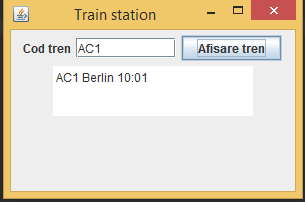 Train station
Cod tren AC1 Afisare tren
AC1 Berlin 10:01